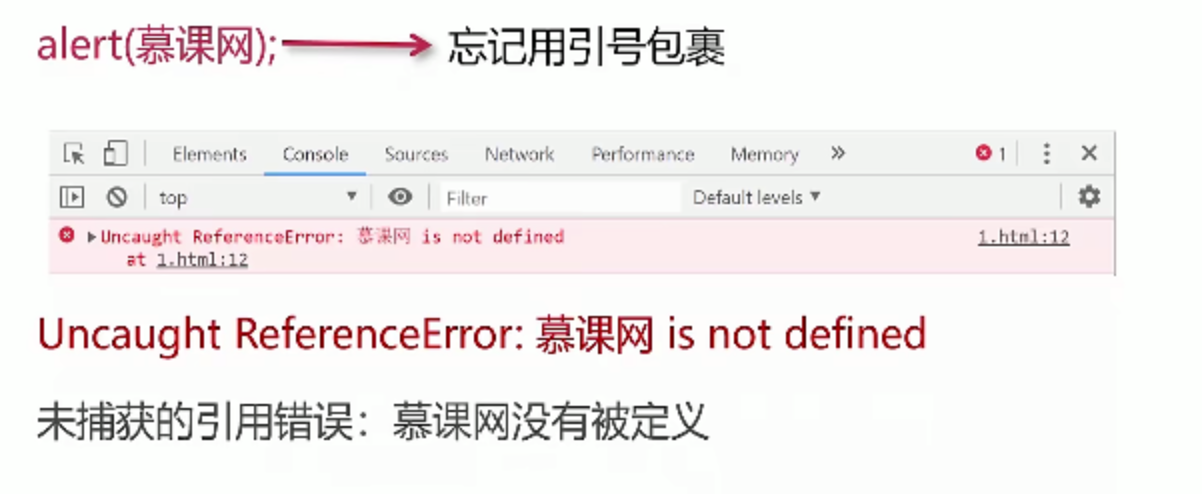 alert(慕课网);
忘记用引号包裹
Elements Console Sources Network Performance Memory » 1
top Filter Default levels
Uncaught ReferenceError: 慕课网 is not defined 1.html:12
at 1.html:12
Uncaught ReferenceError: 慕课网 is not defined
未捕获的引用错误：慕课网没有被定义